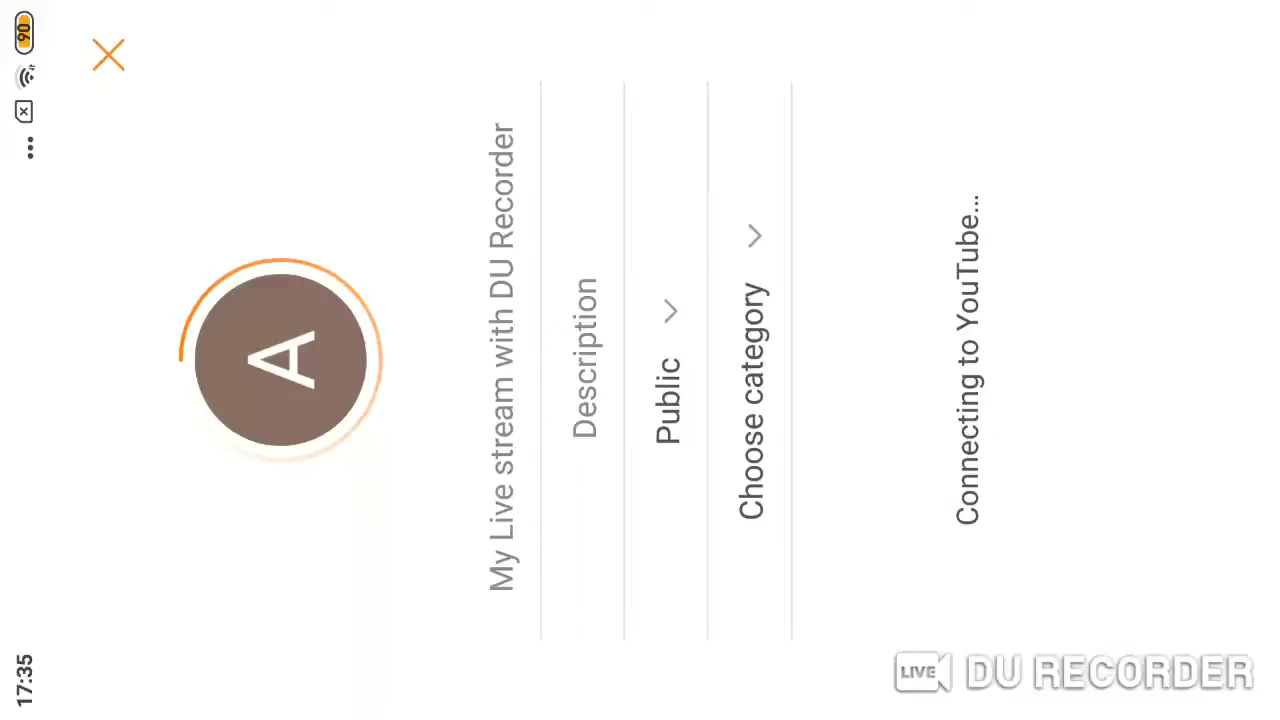 17:35
90
A
My Live stream with DU Recorder
Description
Public
Choose category
Connecting to YouTube...
LIVE DU RECORDER